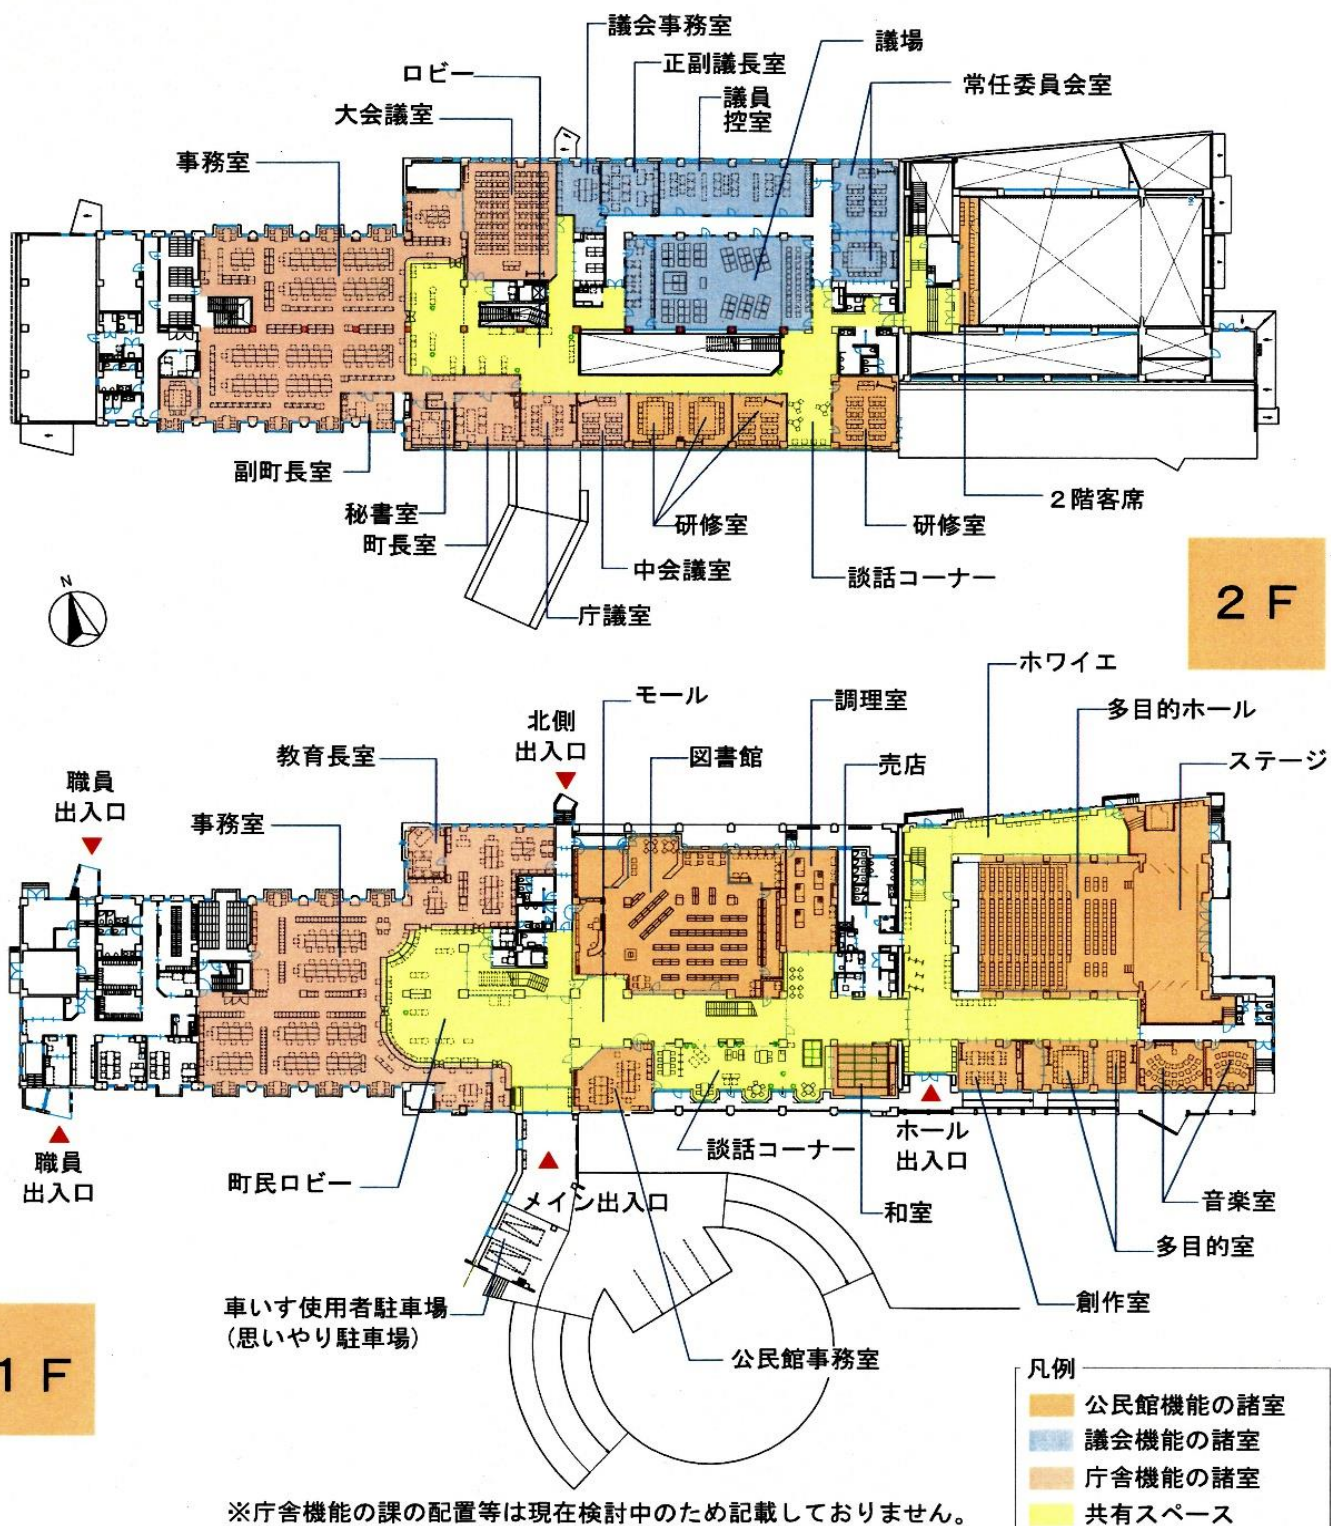 議会事務室
議場
正副議長室
ロビー
常任委員会室
議員
控室
大会議室
事務室
副町長室
2階客席
秘書室
研修室
研修室
町長室
中会議室
談話コーナー
庁議室
N
2 F
ホワイエ
モール
調理室
多目的ホール
北側
出入口
教育長室
図書館
売店
ステージ
職員
出入口
事務室
職員
出入口
町民ロビー
メイン出入口
談話コーナー
ホール
出入口
和室
音楽室
多目的室
車いす使用者駐車場
(思いやり駐車場)
創作室
公民館事務室
1 F
凡例
公民館機能の諸室
議会機能の諸室
庁舎機能の諸室
共有スペース
※庁舎機能の課の配置等は現在検討中のため記載しておりません。